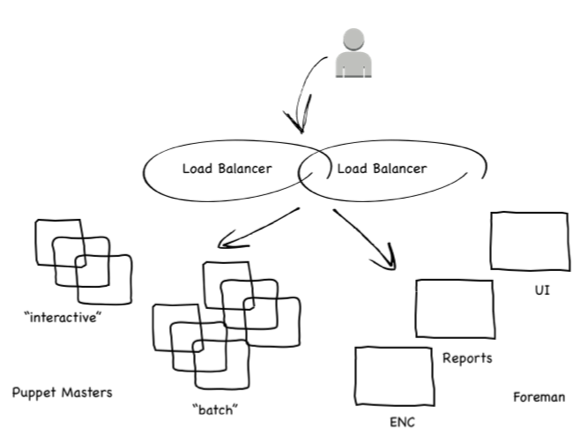 Load Balancer
Load Balancer
"interactive"
UI
Reports
Puppet Masters
"batch"
ENC
Foreman